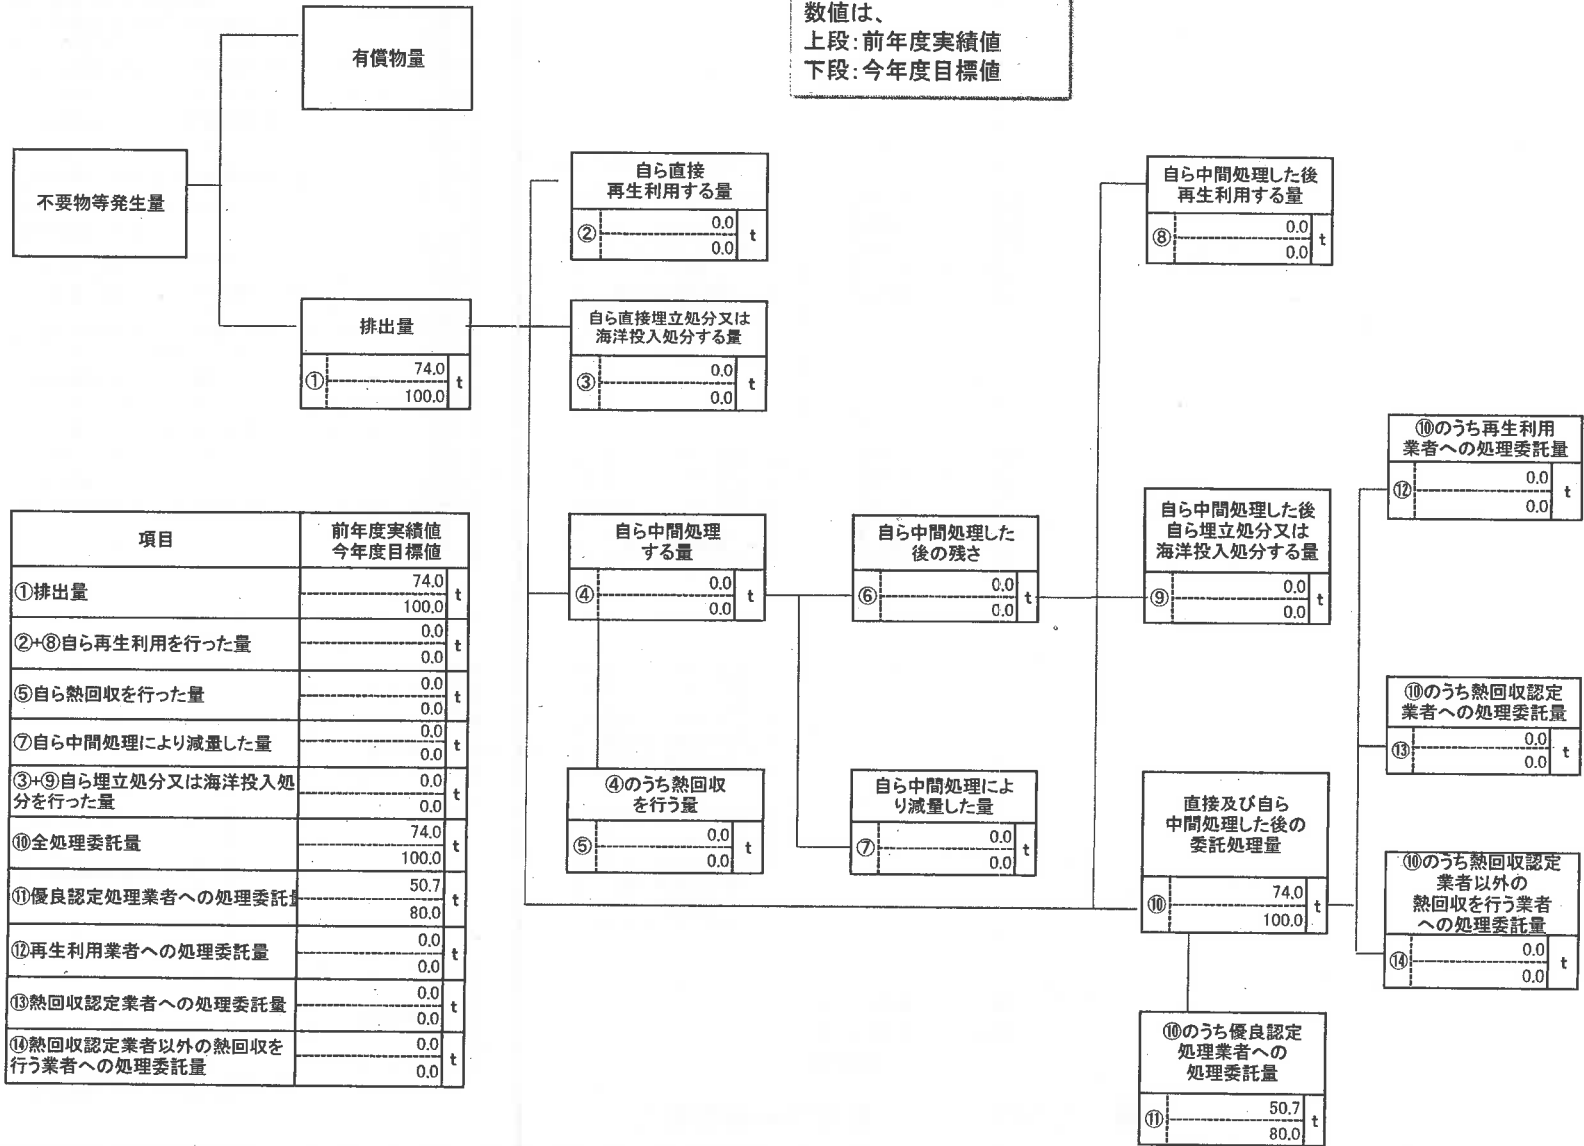 数値は、
上段:前年度実績値
下段:今年度目標値
有償物量
不要物等発生量
排出量
①
74.0
100.0
t
自ら直接
再生利用する量
②
0.0
0.0
t
自ら直接埋立処分又は
海洋投入処分する量
③
0.0
0.0
t
自ら中間処理
する量
④
0.0
0.0
t
④のうち熱回収
を行う量
⑤
0.0
0.0
t
自ら中間処理した
後の残さ
⑥
0.0
0.0
t
自ら中間処理によ
り減量した量
⑦
0.0
0.0
t
自ら中間処理した後
再生利用する量
⑧
0.0
0.0
t
自ら中間処理した後
自ら埋立処分又は
海洋投入処分する量
⑨
0.0
0.0
t
直接及び自ら
中間処理した後の
委託処理量
⑩
74.0
100.0
t
⑩のうち優良認定
処理業者への
処理委託量
⑪
50.7
80.0
t
⑩のうち再生利用
業者への処理委託量
⑫
0.0
0.0
t
⑩のうち熱回収認定
業者への処理委託量
⑬
0.0
0.0
t
⑩のうち熱回収認定
業者以外の
熱回収を行う業者
への処理委託量
⑭
0.0
0.0
t
項目
前年度実績値
今年度目標値
①排出量
74.0
100.0
t
②+⑧自ら再生利用を行った量
0.0
0.0
t
⑤自ら熱回収を行った量
0.0
0.0
t
⑦自ら中間処理により減量した量
0.0
0.0
t
③+⑨自ら埋立処分又は海洋投入処
分を行った量
0.0
0.0
t
⑩全処理委託量
74.0
100.0
t
⑪優良認定処理業者への処理委託量
50.7
80.0
t
⑫再生利用業者への処理委託量
0.0
0.0
t
⑬熱回収認定業者への処理委託量
0.0
0.0
t
⑭熱回収認定業者以外の熱回収を
行う業者への処理委託量
0.0
0.0
t